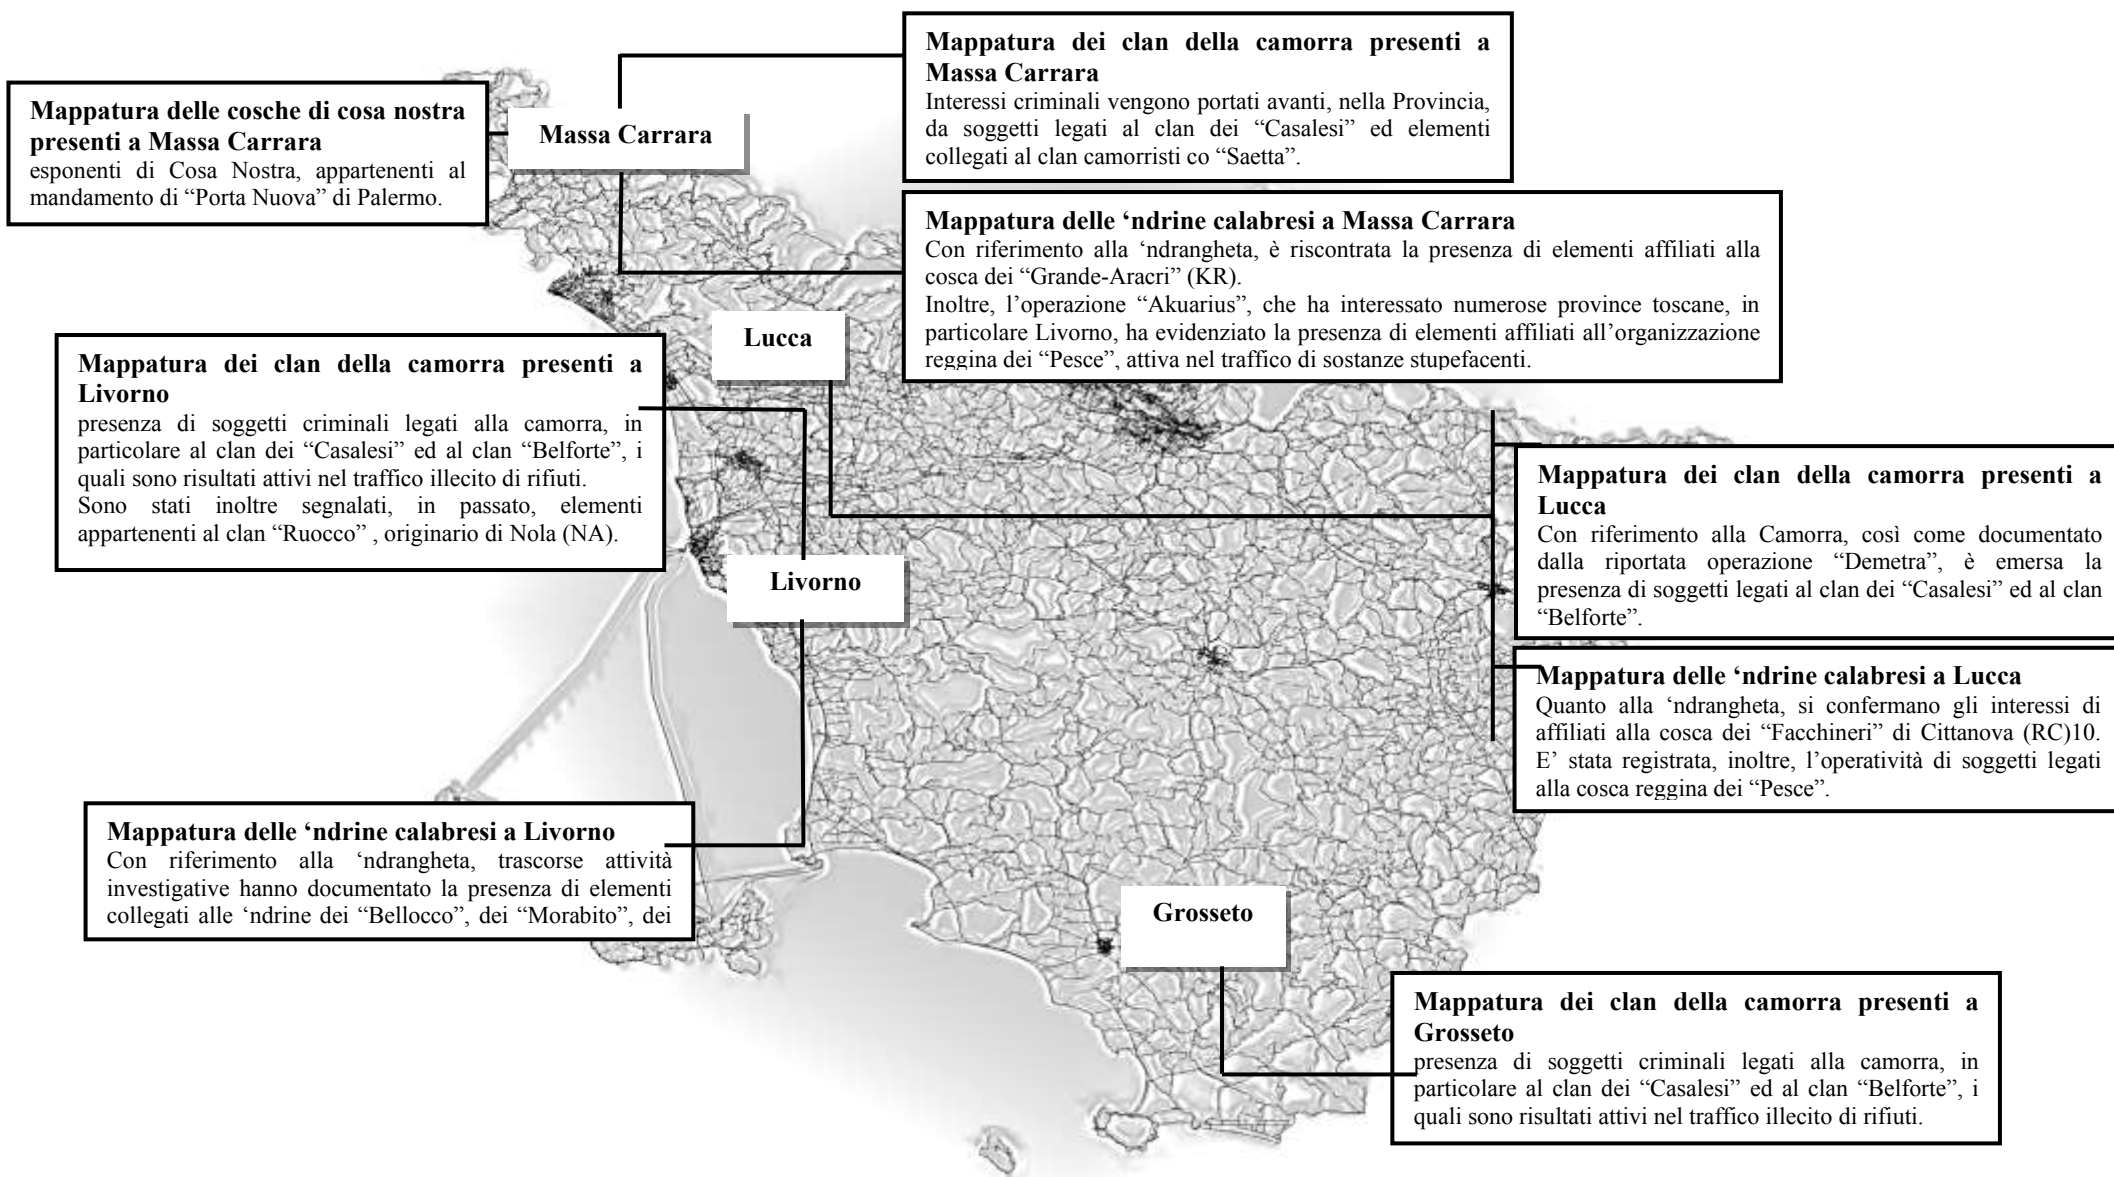 Mappatura dei clan della camorra presenti a
Massa Carrara
Interessi criminali vengono portati avanti, nella Provincia,
da soggetti legati al clan dei “Casalesi” ed elementi
collegati al clan camorristi co “Saetta”.
Mappatura delle cosche di cosa nostra
presenti a Massa Carrara
esponenti di Cosa Nostra, appartenenti al
mandamento di “Porta Nuova” di Palermo.
Massa Carrara
Mappatura delle ‘ndrine calabresi a Massa Carrara
Con riferimento alla ‘ndrangheta, è riscontrata la presenza di elementi affiliati alla
cosca dei “Grande-Aracri” (KR).
Inoltre, l’operazione “Akuarius”, che ha interessato numerose province toscane, in
particolare Livorno, ha evidenziato la presenza di elementi affiliati all’organizzazione
reggina dei “Pesce”, attiva nel traffico di sostanze stupefacenti.
Lucca
Mappatura dei clan della camorra presenti a
Livorno
presenza di soggetti criminali legati alla camorra, in
particolare al clan dei “Casalesi” ed al clan “Belforte”, i
quali sono risultati attivi nel traffico illecito di rifiuti.
Sono stati inoltre segnalati, in passato, elementi
appartenenti al clan “Ruocco” , originario di Nola (NA).
Mappatura dei clan della camorra presenti a
Lucca
Con riferimento alla Camorra, così come documentato
dalla riportata operazione “Demetra”, è emersa la
presenza di soggetti legati al clan dei “Casalesi” ed al clan
“Belforte”.
Livorno
Mappatura delle ‘ndrine calabresi a Lucca
Quanto alla ‘ndrangheta, si confermano gli interessi di
affiliati alla cosca dei “Facchineri” di Cittanova (RC)10.
E’ stata registrata, inoltre, l’operatività di soggetti legati
alla cosca reggina dei “Pesce”.
Mappatura delle ‘ndrine calabresi a Livorno
Con riferimento alla ‘ndrangheta, trascorse attività
investigative hanno documentato la presenza di elementi
collegati alle ‘ndrine dei “Bellocco”, dei “Morabito”, dei
Grosseto
Mappatura dei clan della camorra presenti a
Grosseto
presenza di soggetti criminali legati alla camorra, in
particolare al clan dei “Casalesi” ed al clan “Belforte”, i
quali sono risultati attivi nel traffico illecito di rifiuti.